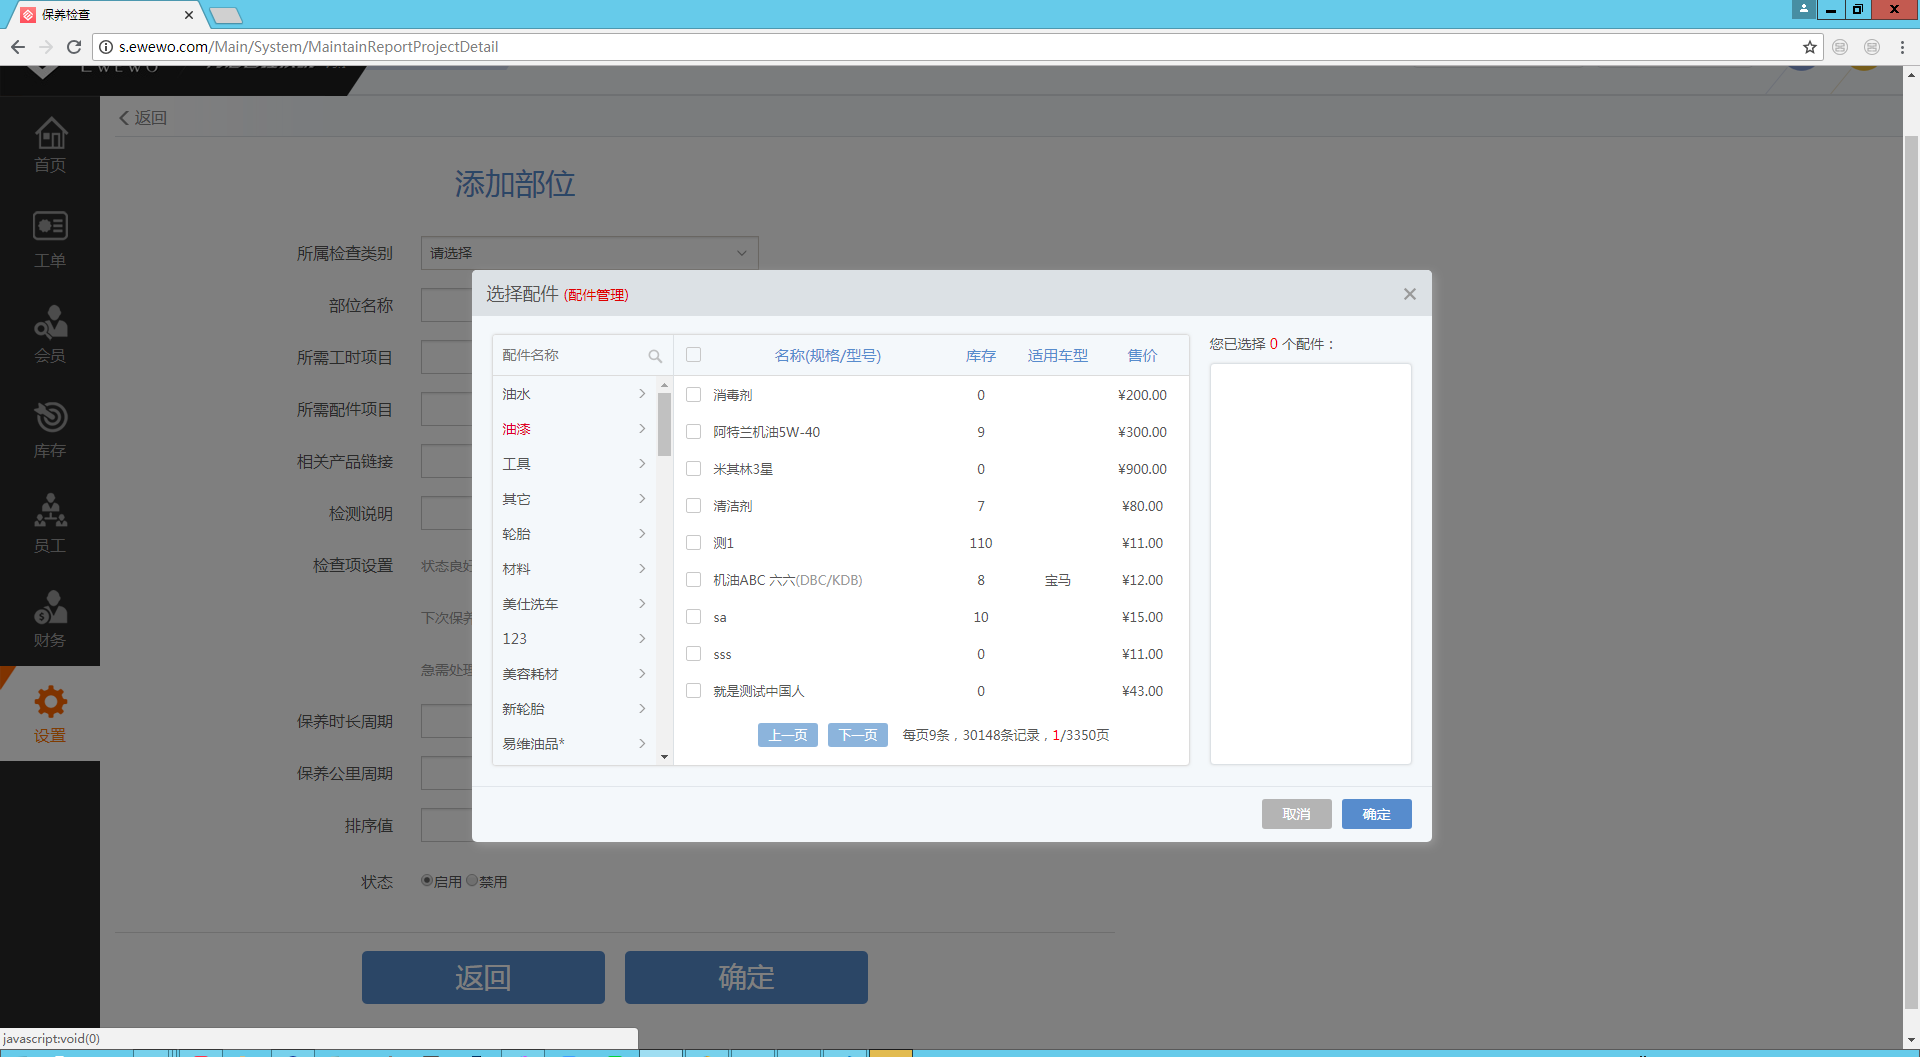 保养检查
s.ewewo.com/Main/System/MaintainReportProjectDetail
返回
首页
工单
会员
库存
员工
财务
设置
添加部位
所属检查类别 请选择
部位名称
所需工时项目
所需配件项目
相关产品链接
检测说明
检查项设置 状态良好
下次保养
急需处理
保养时长周期
保养公里周期
排序值
状态 启用 禁用
返回 确定
选择配件 (配件管理)
配件名称
油水
油漆
工具
其它
轮胎
材料
美仕洗车
123
美容耗材
新轮胎
易维油品*
名称(规格/型号) 库存 适用车型 售价
消毒剂 0 ¥200.00
阿特兰机油5W-40 9 ¥300.00
米其林3星 0 ¥900.00
清洁剂 7 ¥80.00
测1 110 ¥11.00
机油ABC 六六(DBC/KDB) 8 宝马 ¥12.00
sa 10 ¥15.00
sss 0 ¥11.00
就是测试中国人 0 ¥43.00
上一页 下一页 每页9条，30148条记录，1/3350页
您已选择 0 个配件：
取消 确定
javascript:void(0)